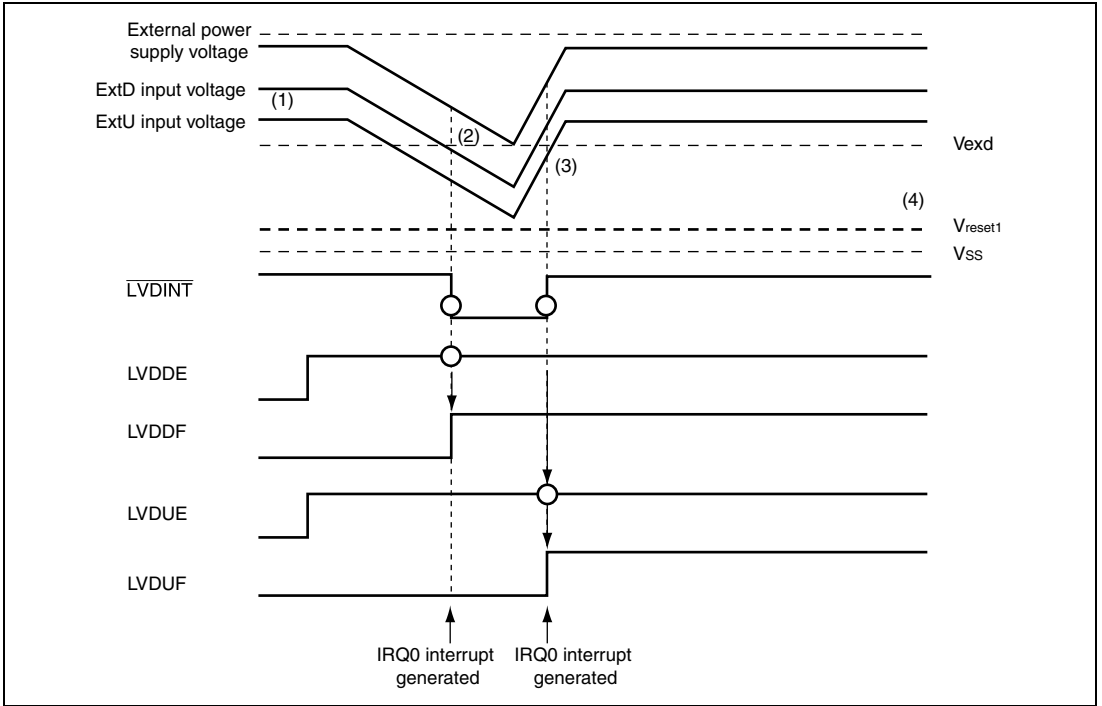 External power
supply voltage
ExtD input voltage
(1)
ExtU input voltage
(2)
(3)
Vexd
(4)
Vreset1
VSS
LVDINT
LVDDE
LVDDF
LVDUE
LVDUF
IRQ0 interrupt
generated
IRQ0 interrupt
generated